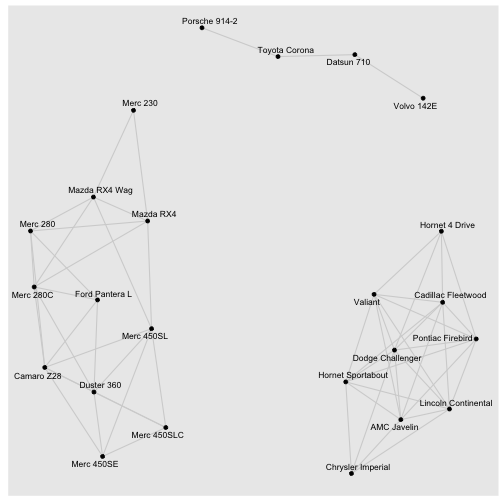 Porsche 914-2
Toyota Corona
Datsun 710
Volvo 142E
Merc 230
Mazda RX4 Wag
Mazda RX4
Merc 280
Hornet 4 Drive
Merc 280C
Ford Pantera L
Valiant
Cadillac Fleetwood
Merc 450SL
Pontiac Firebird
Dodge Challenger
Camaro Z28
Hornet Sportabout
Duster 360
Lincoln Continental
AMC Javelin
Merc 450SLC
Merc 450SE
Chrysler Imperial